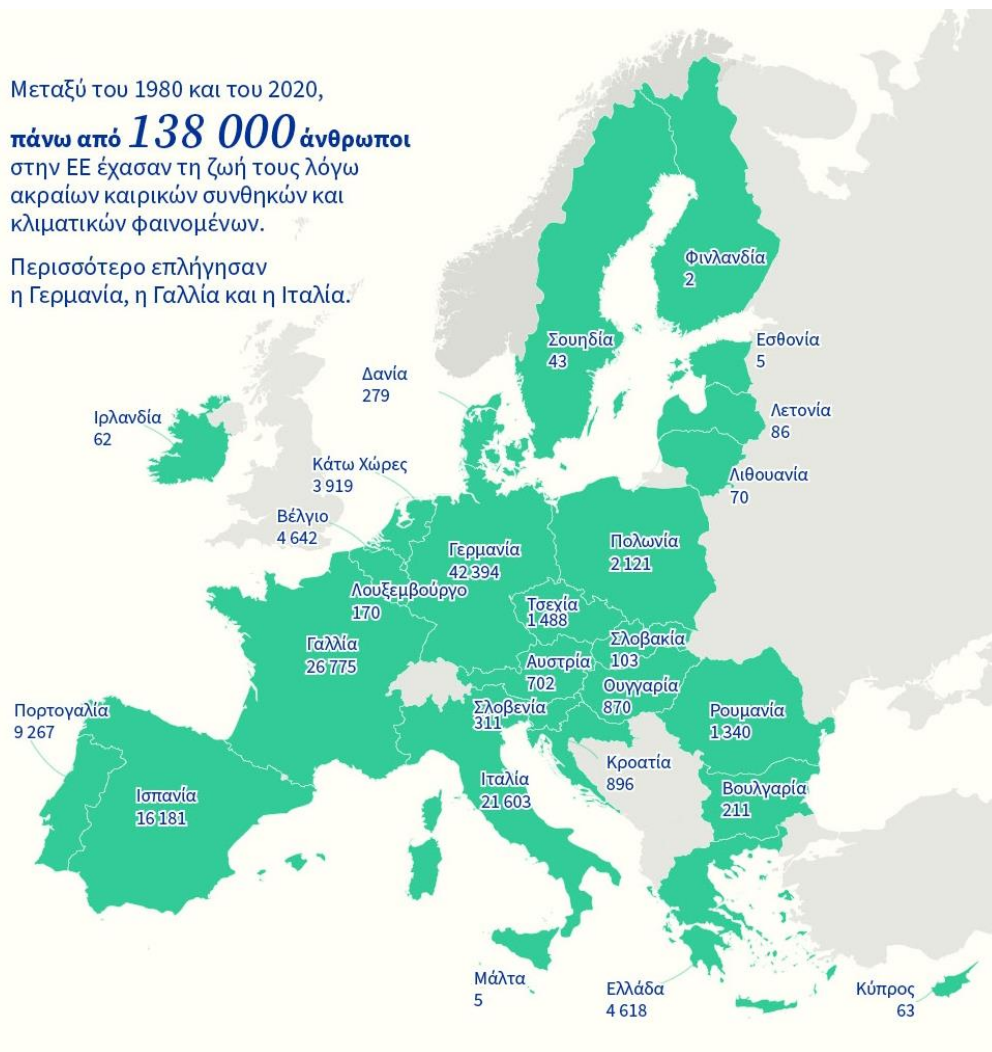 Μεταξύ του 1980 και του 2020,
πάνω από 138 000 άνθρωποι
στην ΕΕ έχασαν τη ζωή τους λόγω
ακραίων καιρικών συνθηκών και
κλιματικών φαινομένων.
Περισσότερο επλήγησαν
η Γερμανία, η Γαλλία και η Ιταλία.
Φινλανδία
2
Σουηδία
43
Εσθονία
5
Δανία
279
Λετονία
86
Ιρλανδία
62
Λιθουανία
70
Κάτω Χώρες
3 919
Βέλγιο
4 642
Γερμανία
42 394
Πολωνία
2 121
Λουξεμβούργο
170
Τσεχία
1 488
Γαλλία
26 775
Σλοβακία
103
Αυστρία
702
Ουγγαρία
870
Σλοβενία
311
Πορτογαλία
9 267
Ρουμανία
1 340
Κροατία
896
Ιταλία
21 603
Βουλγαρία
211
Ισπανία
16 181
Μάλτα
5
Ελλάδα
4 618
Κύπρος
63